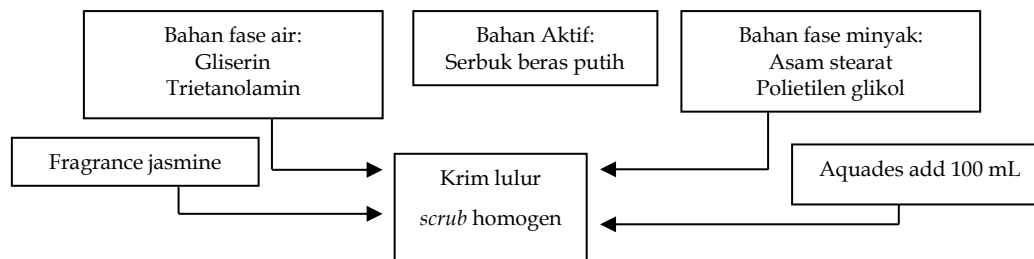 Bahan fase air:
Gliserin
Trietanolamin
Bahan Aktif:
Serbuk beras putih
Bahan fase minyak:
Asam stearat
Polietilen glikol
Fragrance jasmine
Krim lulur
scrub homogen
Aquades add 100 mL